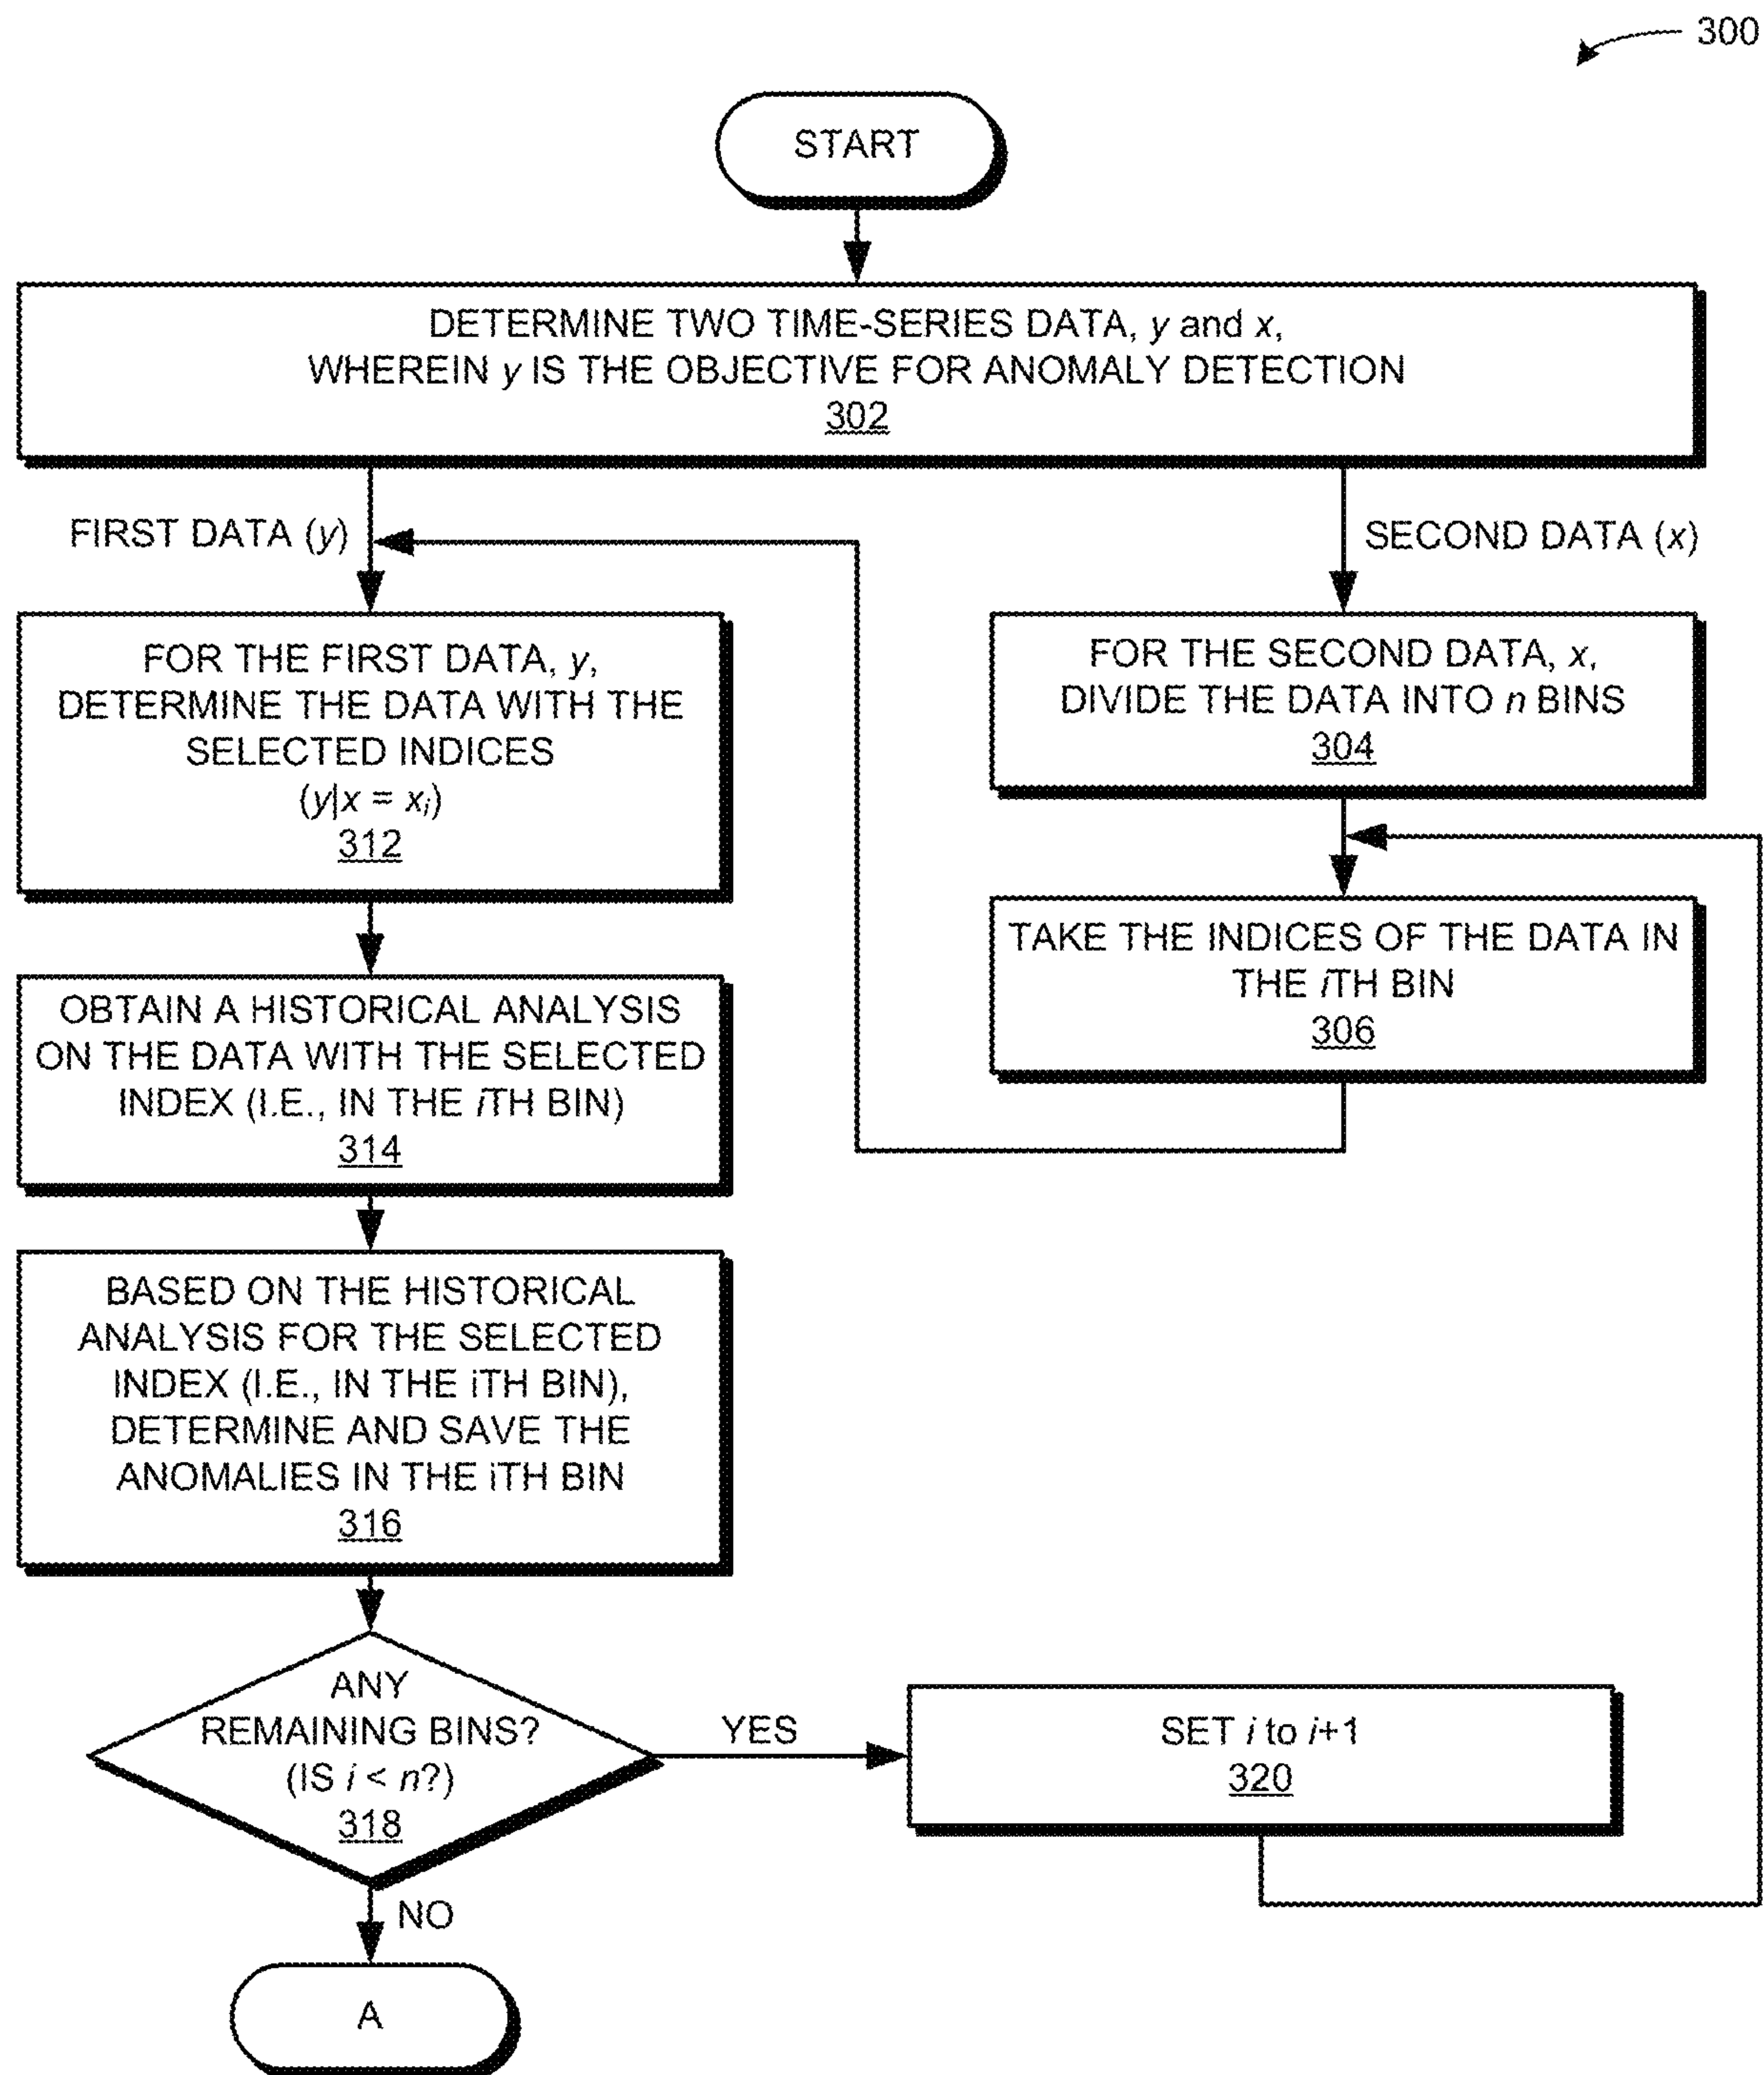 300
START
DETERMINE TWO TIME-SERIES DATA, y and x,
WHEREIN y IS THE OBJECTIVE FOR ANOMALY DETECTION
302
FIRST DATA (y)
SECOND DATA (x)
FOR THE FIRST DATA, y,
DETERMINE THE DATA WITH THE
SELECTED INDICES
(y|x = xᵢ)
312
FOR THE SECOND DATA, x,
DIVIDE THE DATA INTO n BINS
304
TAKE THE INDICES OF THE DATA IN
THE iTH BIN
306
OBTAIN A HISTORICAL ANALYSIS
ON THE DATA WITH THE SELECTED
INDEX (I.E., IN THE iTH BIN)
314
BASED ON THE HISTORICAL
ANALYSIS FOR THE SELECTED
INDEX (I.E., IN THE iTH BIN),
DETERMINE AND SAVE THE
ANOMALIES IN THE iTH BIN
316
ANY
REMAINING BINS?
(IS i < n?)
318
YES
SET i to i+1
320
NO
A